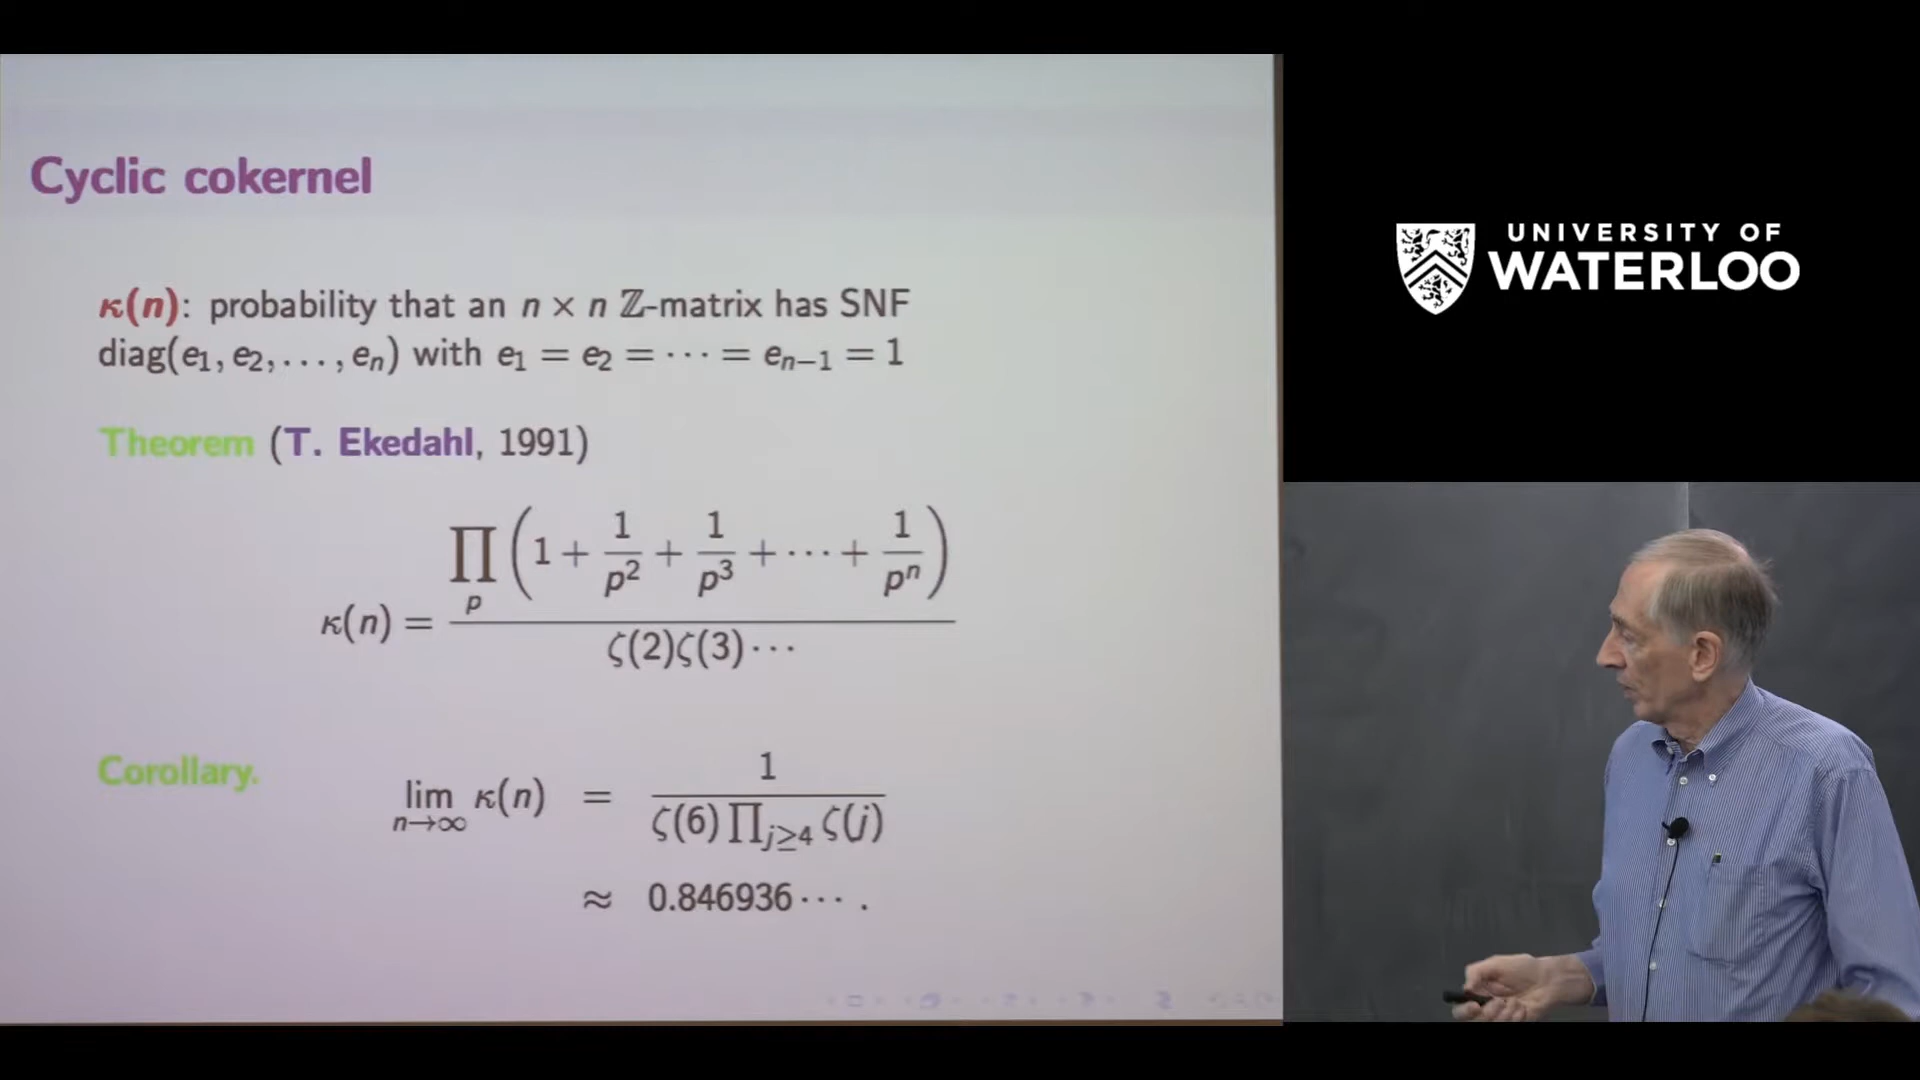 Cyclic cokernel
κ(n): probability that an n × n ℤ-matrix has SNF
diag(e₁, e₂, . . . , eₙ) with e₁ = e₂ = · · · = eₙ₋₁ = 1
Theorem (T. Ekedahl, 1991)
κ(n) = ∏ₚ (1 + 1/p² + 1/p³ + · · · + 1/pⁿ) / ζ(2)ζ(3) · · ·
Corollary. lim n→∞ κ(n) = 1 / ζ(6) ∏ j≥4 ζ(j)
≈ 0.846936 · · · .
UNIVERSITY OF
WATERLOO